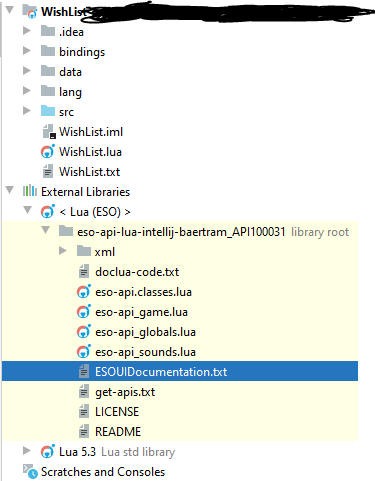 WishList
.idea
bindings
data
lang
src
WishList.iml
WishList.lua
WishList.txt
External Libraries
< Lua (ESO) >
eso-api-lua-intellij-baertram_API100031 library root
xml
doclua-code.txt
eso-api.classes.lua
eso-api_game.lua
eso-api_globals.lua
eso-api_sounds.lua
ESOUIDocumentation.txt
get-apis.txt
LICENSE
README
Lua 5.3 Lua std library
Scratches and Consoles